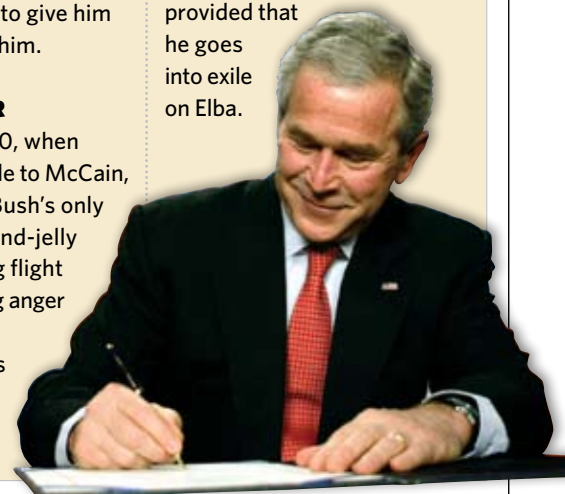 to give him
him.
R
0, when
le to McCain,
Bush's only
nd-jelly
g flight
g anger
s
provided that
he goes
into exile
on Elba.